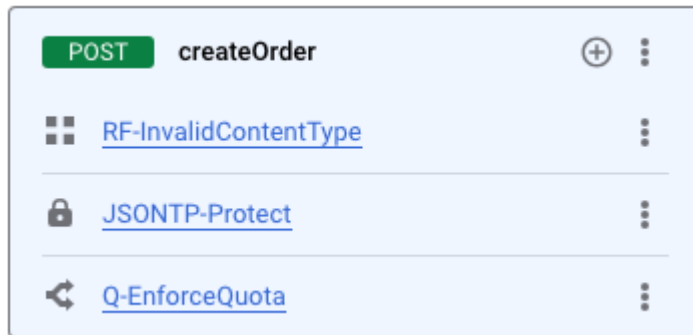 POST createOrder
RF-InvalidContentType
JSONTP-Protect
Q-EnforceQuota